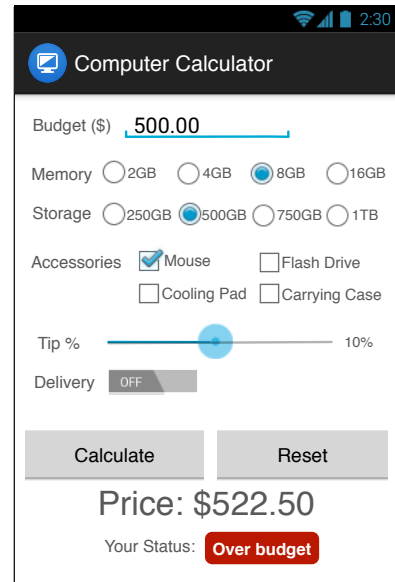 2:30
Computer Calculator
Budget ($) 500.00
Memory 2GB 4GB 8GB 16GB
Storage 250GB 500GB 750GB 1TB
Accessories Mouse Flash Drive
Cooling Pad Carrying Case
Tip % 10%
Delivery OFF
Calculate Reset
Price: $522.50
Your Status: Over budget